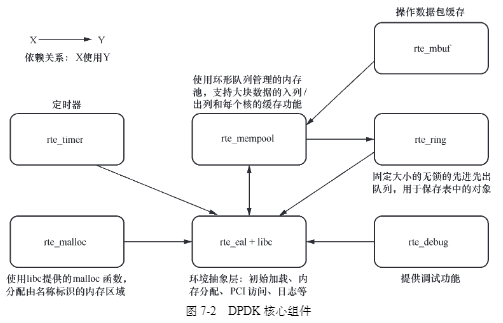 操作数据包缓存
X Y
依赖关系：X使用Y
rte_mbuf
使用环形队列管理的内存
池，支持大块数据的入列/
出列和每个核的缓存功能
定时器
rte_timer
rte_mempool
rte_ring
固定大小的无锁的先进先出
队列，用于保存表中的对象
rte_malloc
rte_eal + libc
rte_debug
使用libc提供的malloc 函数，
分配由名称标识的内存区域
环境抽象层：初始加载、内
存分配、PCI 访问、日志等
提供调试功能
图 7-2 DPDK 核心组件